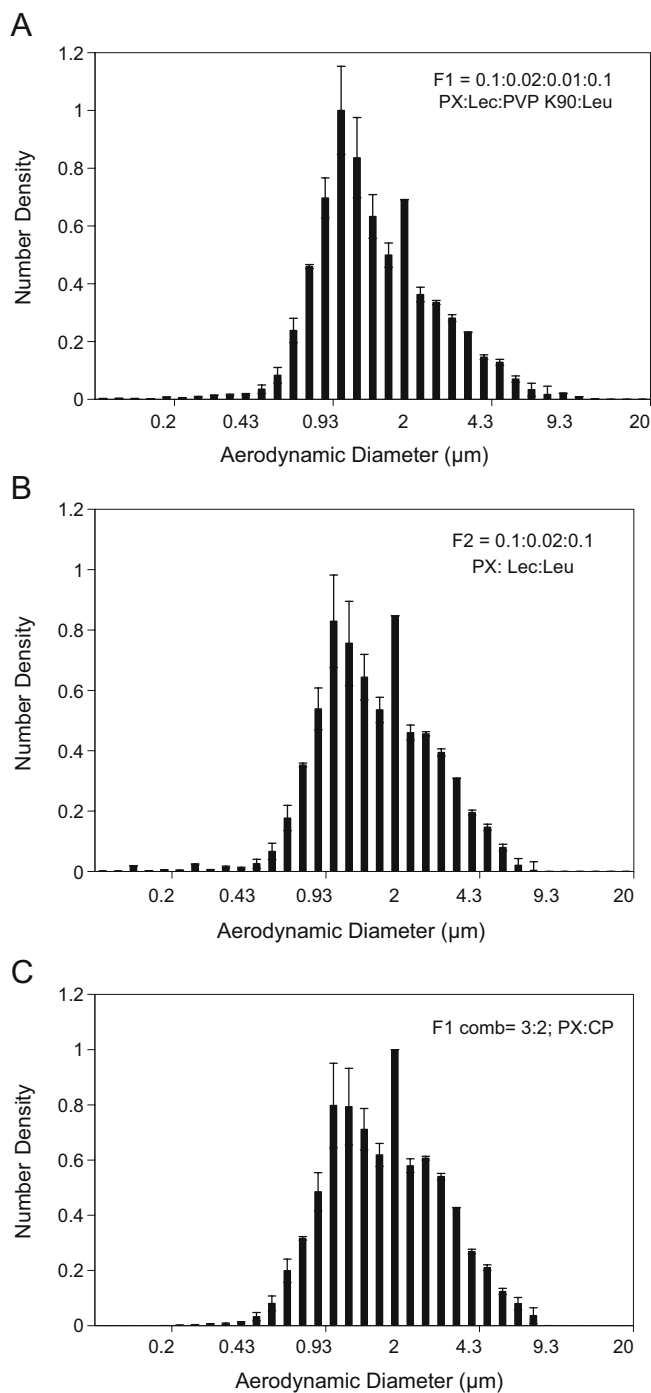 A
1.2
1
0.8
0.6
0.4
0.2
0
Number Density
F1 = 0.1:0.02:0.01:0.1
PX:Lec:PVP K90:Leu
0.2 0.43 0.93 2 4.3 9.3 20
Aerodynamic Diameter (µm)
B
1.2
1
0.8
0.6
0.4
0.2
0
Number Density
F2 = 0.1:0.02:0.1
PX: Lec:Leu
0.2 0.43 0.93 2 4.3 9.3 20
Aerodynamic Diameter (µm)
C
1.2
1
0.8
0.6
0.4
0.2
0
Number Density
F1 comb= 3:2; PX:CP
0.2 0.43 0.93 2 4.3 9.3 20
Aerodynamic Diameter (µm)